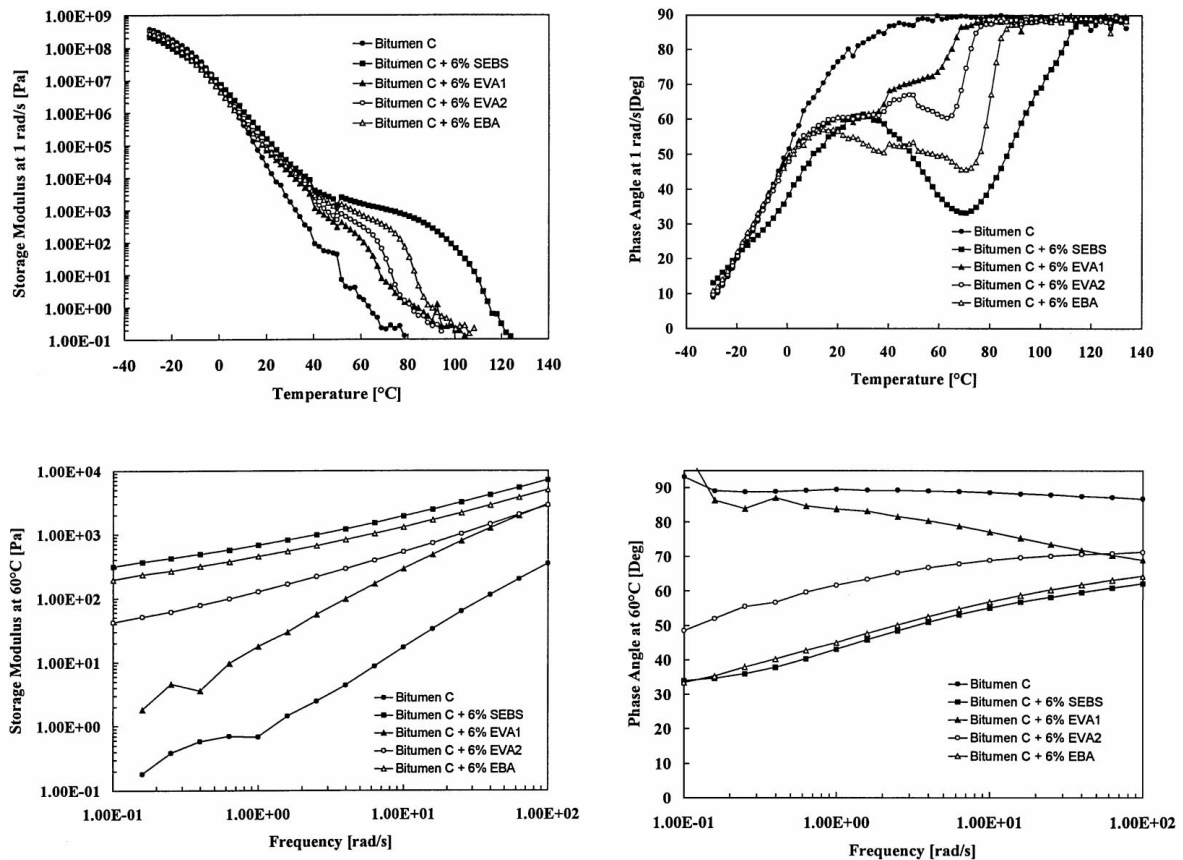 Storage Modulus at 1 rad/s [Pa]
1.00E+09
1.00E+08
1.00E+07
1.00E+06
1.00E+05
1.00E+04
1.00E+03
1.00E+02
1.00E+01
1.00E+00
1.00E-01
Bitumen C
Bitumen C + 6% SEBS
Bitumen C + 6% EVA1
Bitumen C + 6% EVA2
Bitumen C + 6% EBA
-40 -20 0 20 40 60 80 100 120 140
Temperature [°C]
Phase Angle at 1 rad/s[Deg]
90
80
70
60
50
40
30
20
10
0
Bitumen C
Bitumen C + 6% SEBS
Bitumen C + 6% EVA1
Bitumen C + 6% EVA2
Bitumen C + 6% EBA
-40 -20 0 20 40 60 80 100 120 140
Temperature [°C]
Storage Modulus at 60°C [Pa]
1.00E+04
1.00E+03
1.00E+02
1.00E+01
1.00E+00
1.00E-01
Bitumen C
Bitumen C + 6% SEBS
Bitumen C + 6% EVA1
Bitumen C + 6% EVA2
Bitumen C + 6% EBA
1.00E-01 1.00E+00 1.00E+01 1.00E+02
Frequency [rad/s]
Phase Angle at 60°C [Deg]
90
80
70
60
50
40
30
20
10
0
Bitumen C
Bitumen C + 6% SEBS
Bitumen C + 6% EVA1
Bitumen C + 6% EVA2
Bitumen C + 6% EBA
1.00E-01 1.00E+00 1.00E+01 1.00E+02
Frequency [rad/s]